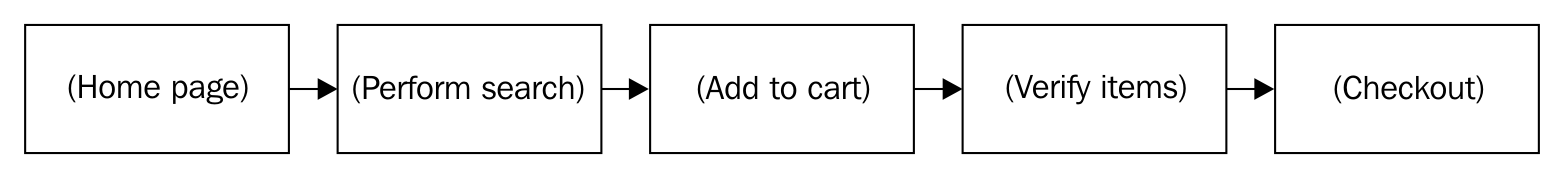 (Home page)
(Perform search)
(Add to cart)
(Verify items)
(Checkout)